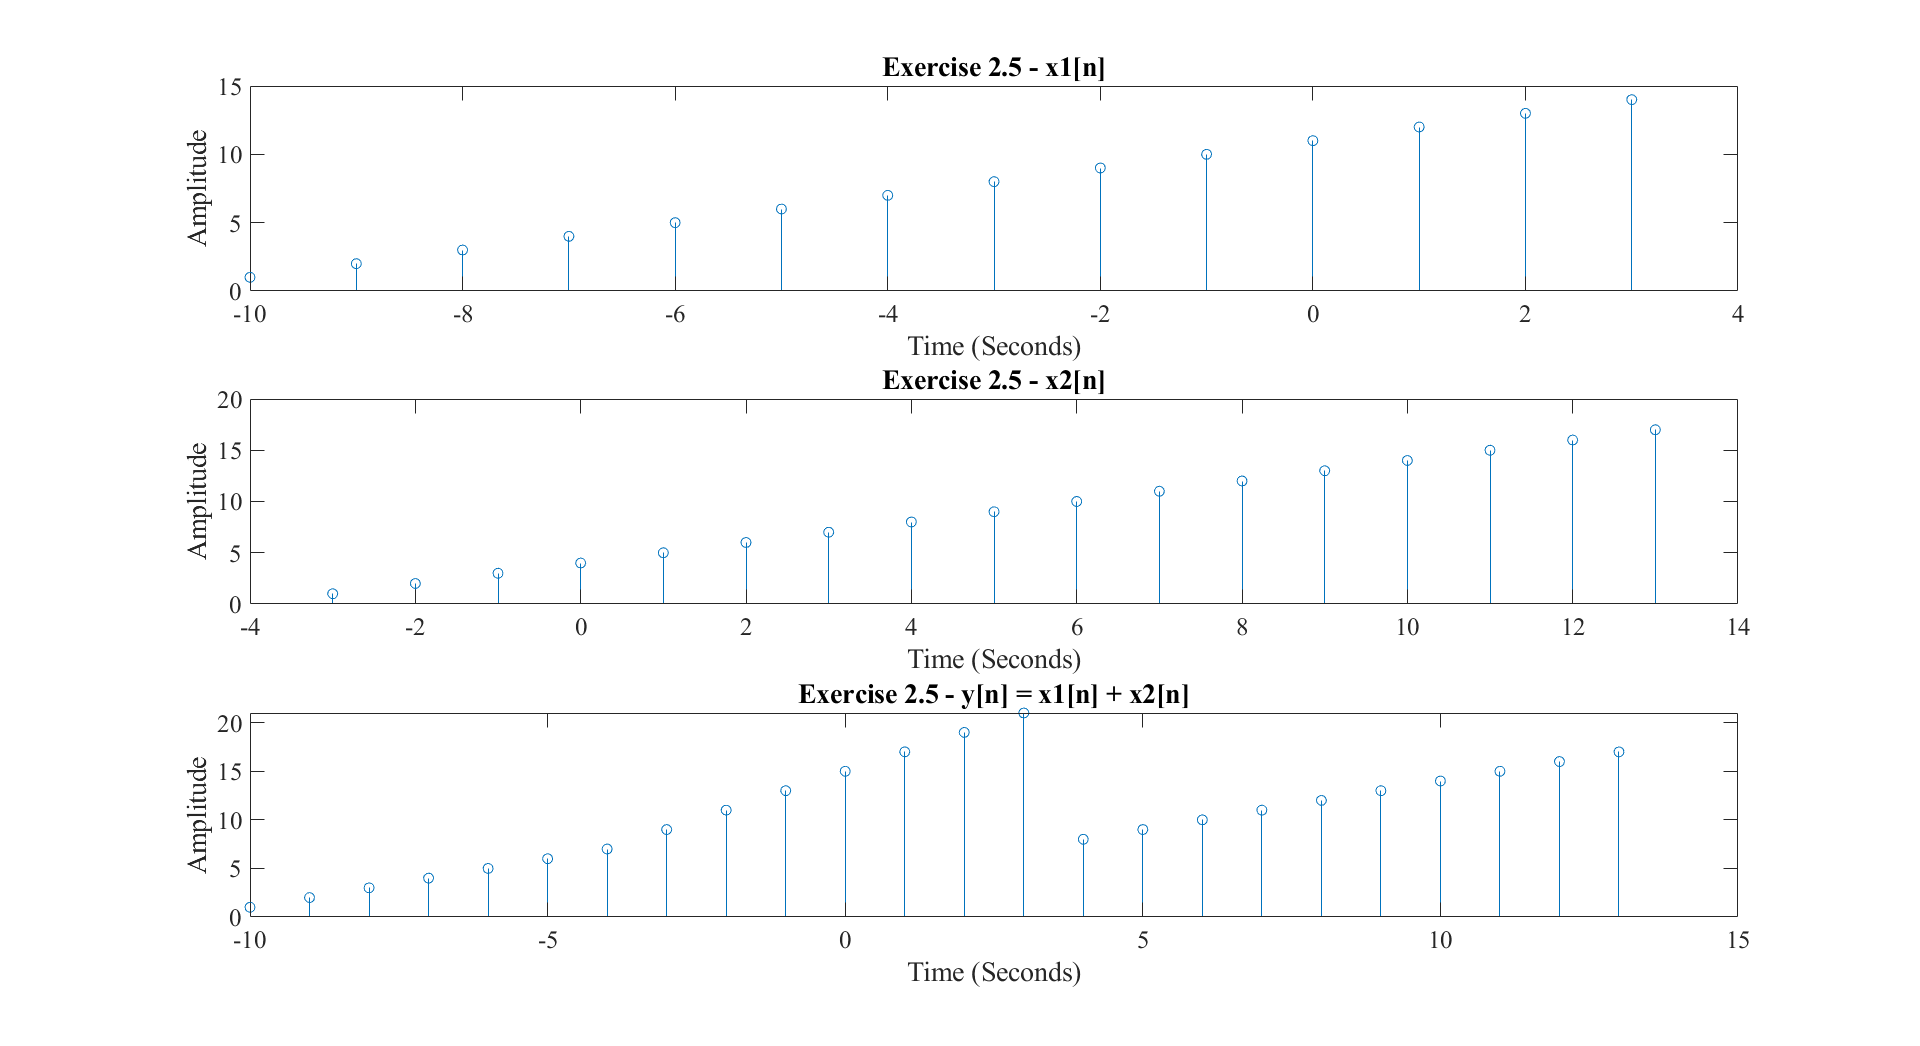 Exercise 2.5 - x1[n]
15
10
5
0
Amplitude
-10 -8 -6 -4 -2 0 2 4
Time (Seconds)
Exercise 2.5 - x2[n]
20
15
10
5
0
Amplitude
-4 -2 0 2 4 6 8 10 12 14
Time (Seconds)
Exercise 2.5 - y[n] = x1[n] + x2[n]
20
15
10
5
0
Amplitude
-10 -5 0 5 10 15
Time (Seconds)